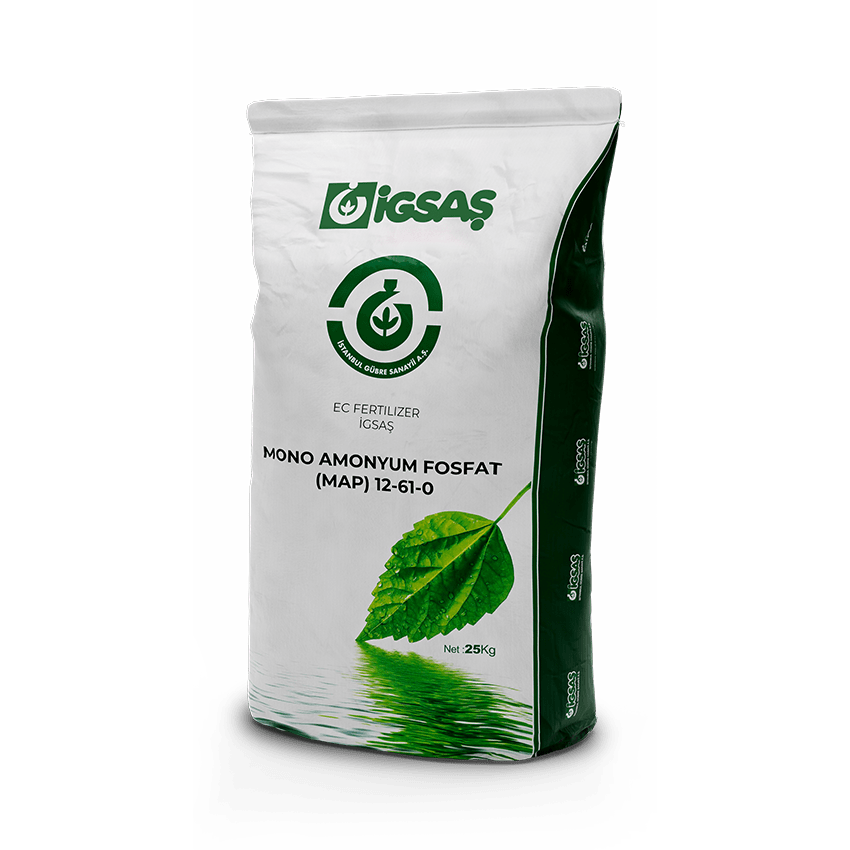 İGSAŞ
İSTANBUL GÜBRE SANAYİİ A.Ş.
EC FERTILIZER
İGSAŞ
MONO AMONYUM FOSFAT
(MAP) 12-61-0
Net :25Kg
İGSAŞ
İGSAŞ
İGSAŞ
İGSAŞ